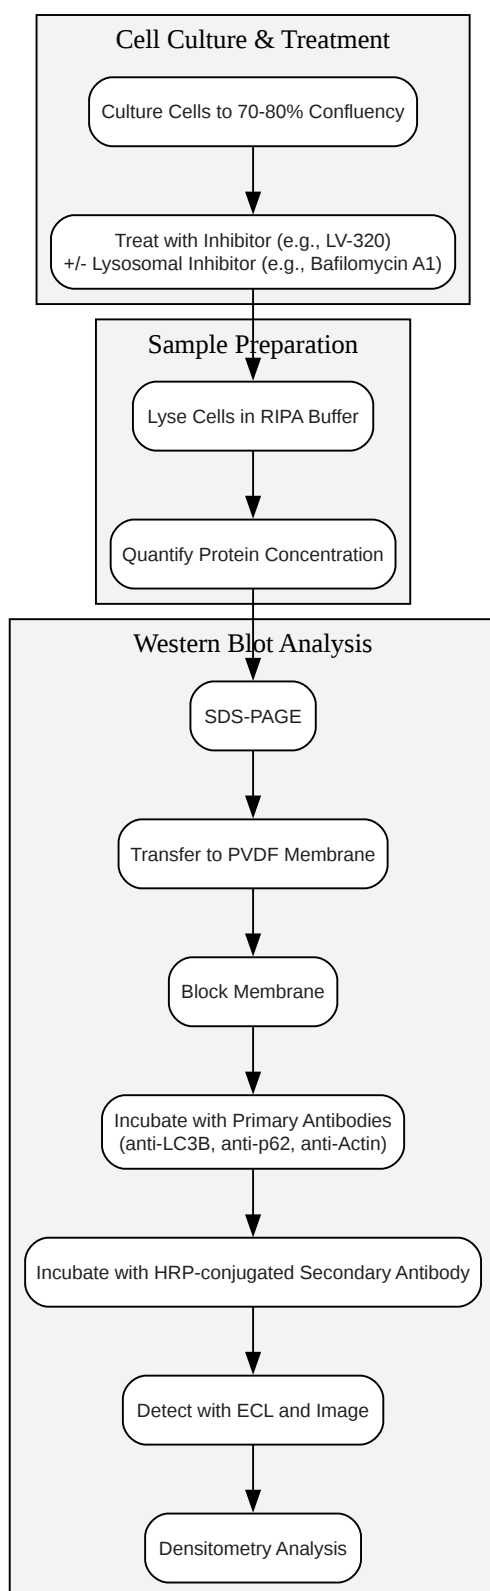 Cell Culture & Treatment
Culture Cells to 70-80% Confluency
Treat with Inhibitor (e.g., LV-320)
+/- Lysosomal Inhibitor (e.g., Bafilomycin A1)
Sample Preparation
Lyse Cells in RIPA Buffer
Quantify Protein Concentration
Western Blot Analysis
SDS-PAGE
Transfer to PVDF Membrane
Block Membrane
Incubate with Primary Antibodies
(anti-LC3B, anti-p62, anti-Actin)
Incubate with HRP-conjugated Secondary Antibody
Detect with ECL and Image
Densitometry Analysis